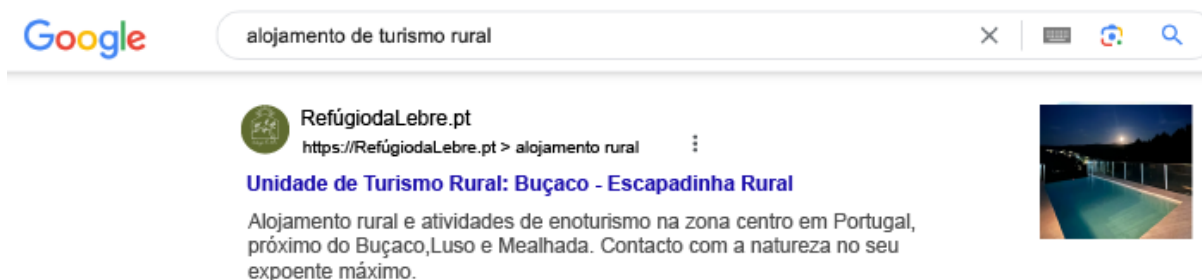 Google
alojamento de turismo rural
RefúgiodaLebre.pt
https://RefúgiodaLebre.pt > alojamento rural
Unidade de Turismo Rural: Buçaco - Escapadinha Rural
Alojamento rural e atividades de enoturismo na zona centro em Portugal,
próximo do Buçaco,Luso e Mealhada. Contacto com a natureza no seu
expoente máximo.